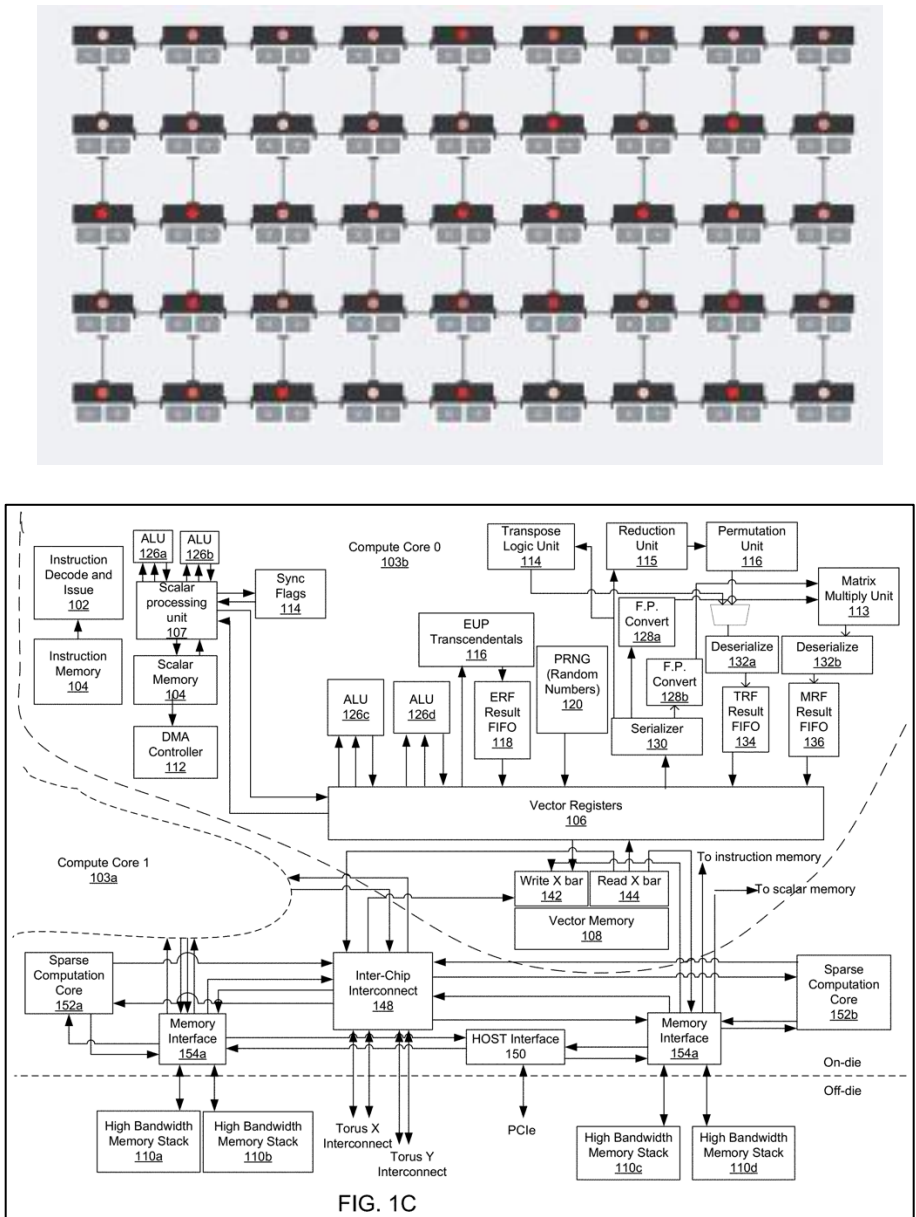 Compute Core 0
103b
Instruction
Decode and
Issue
102
Instruction
Memory
104
ALU
126a
ALU
126b
Scalar
processing
unit
107
Sync
Flags
114
Scalar
Memory
104
DMA
Controller
112
Transpose
Logic Unit
114
Reduction
Unit
115
Permutation
Unit
116
Matrix
Multiply Unit
113
F.P.
Convert
128a
F.P.
Convert
128b
Deserialize
132a
Deserialize
132b
EUP
Transcendentals
116
PRNG
(Random
Numbers)
120
ALU
126c
ALU
126d
ERF
Result
FIFO
118
Serializer
130
TRF
Result
FIFO
134
MRF
Result
FIFO
136
Vector Registers
106
Compute Core 1
103a
Write X bar
142
Read X bar
144
Vector Memory
108
To instruction memory
To scalar memory
Sparse
Computation
Core
152a
Inter-Chip
Interconnect
148
Sparse
Computation
Core
152b
Memory
Interface
154a
HOST Interface
150
Memory
Interface
154a
On-die
Off-die
High Bandwidth
Memory Stack
110a
High Bandwidth
Memory Stack
110b
Torus X
Interconnect
Torus Y
Interconnect
PCIe
High Bandwidth
Memory Stack
110c
High Bandwidth
Memory Stack
110d
FIG. 1C